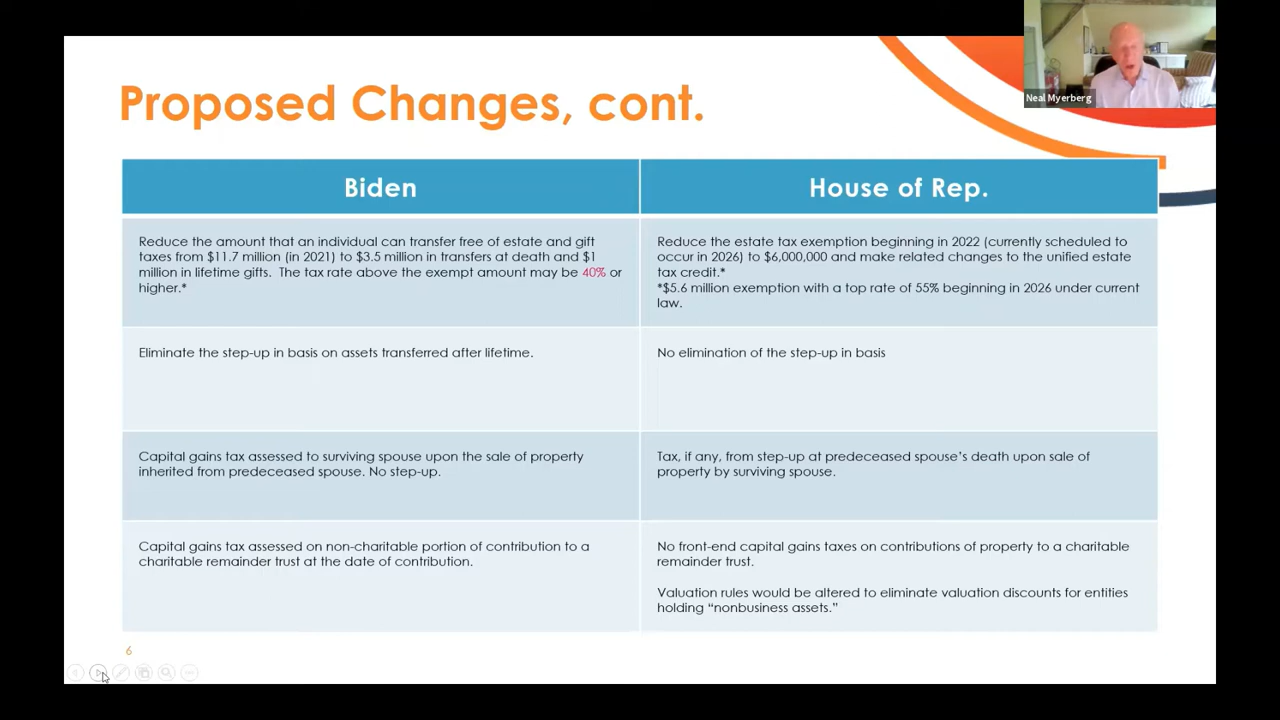 Neal Myerberg
Proposed Changes, cont.
Biden
House of Rep.
Reduce the amount that an individual can transfer free of estate and gift
taxes from $11.7 million (in 2021) to $3.5 million in transfers at death and $1
million in lifetime gifts.  The tax rate above the exempt amount may be 40% or
higher.*
Reduce the estate tax exemption beginning in 2022 (currently scheduled to
occur in 2026) to $6,000,000 and make related changes to the unified estate
tax credit.*
*$5.6 million exemption with a top rate of 55% beginning in 2026 under current
law.
Eliminate the step-up in basis on assets transferred after lifetime.
No elimination of the step-up in basis
Capital gains tax assessed to surviving spouse upon the sale of property
inherited from predeceased spouse. No step-up.
Tax, if any, from step-up at predeceased spouse's death upon sale of
property by surviving spouse.
Capital gains tax assessed on non-charitable portion of contribution to a
charitable remainder trust at the date of contribution.
No front-end capital gains taxes on contributions of property to a charitable
remainder trust.
Valuation rules would be altered to eliminate valuation discounts for entities
holding “nonbusiness assets.”
6